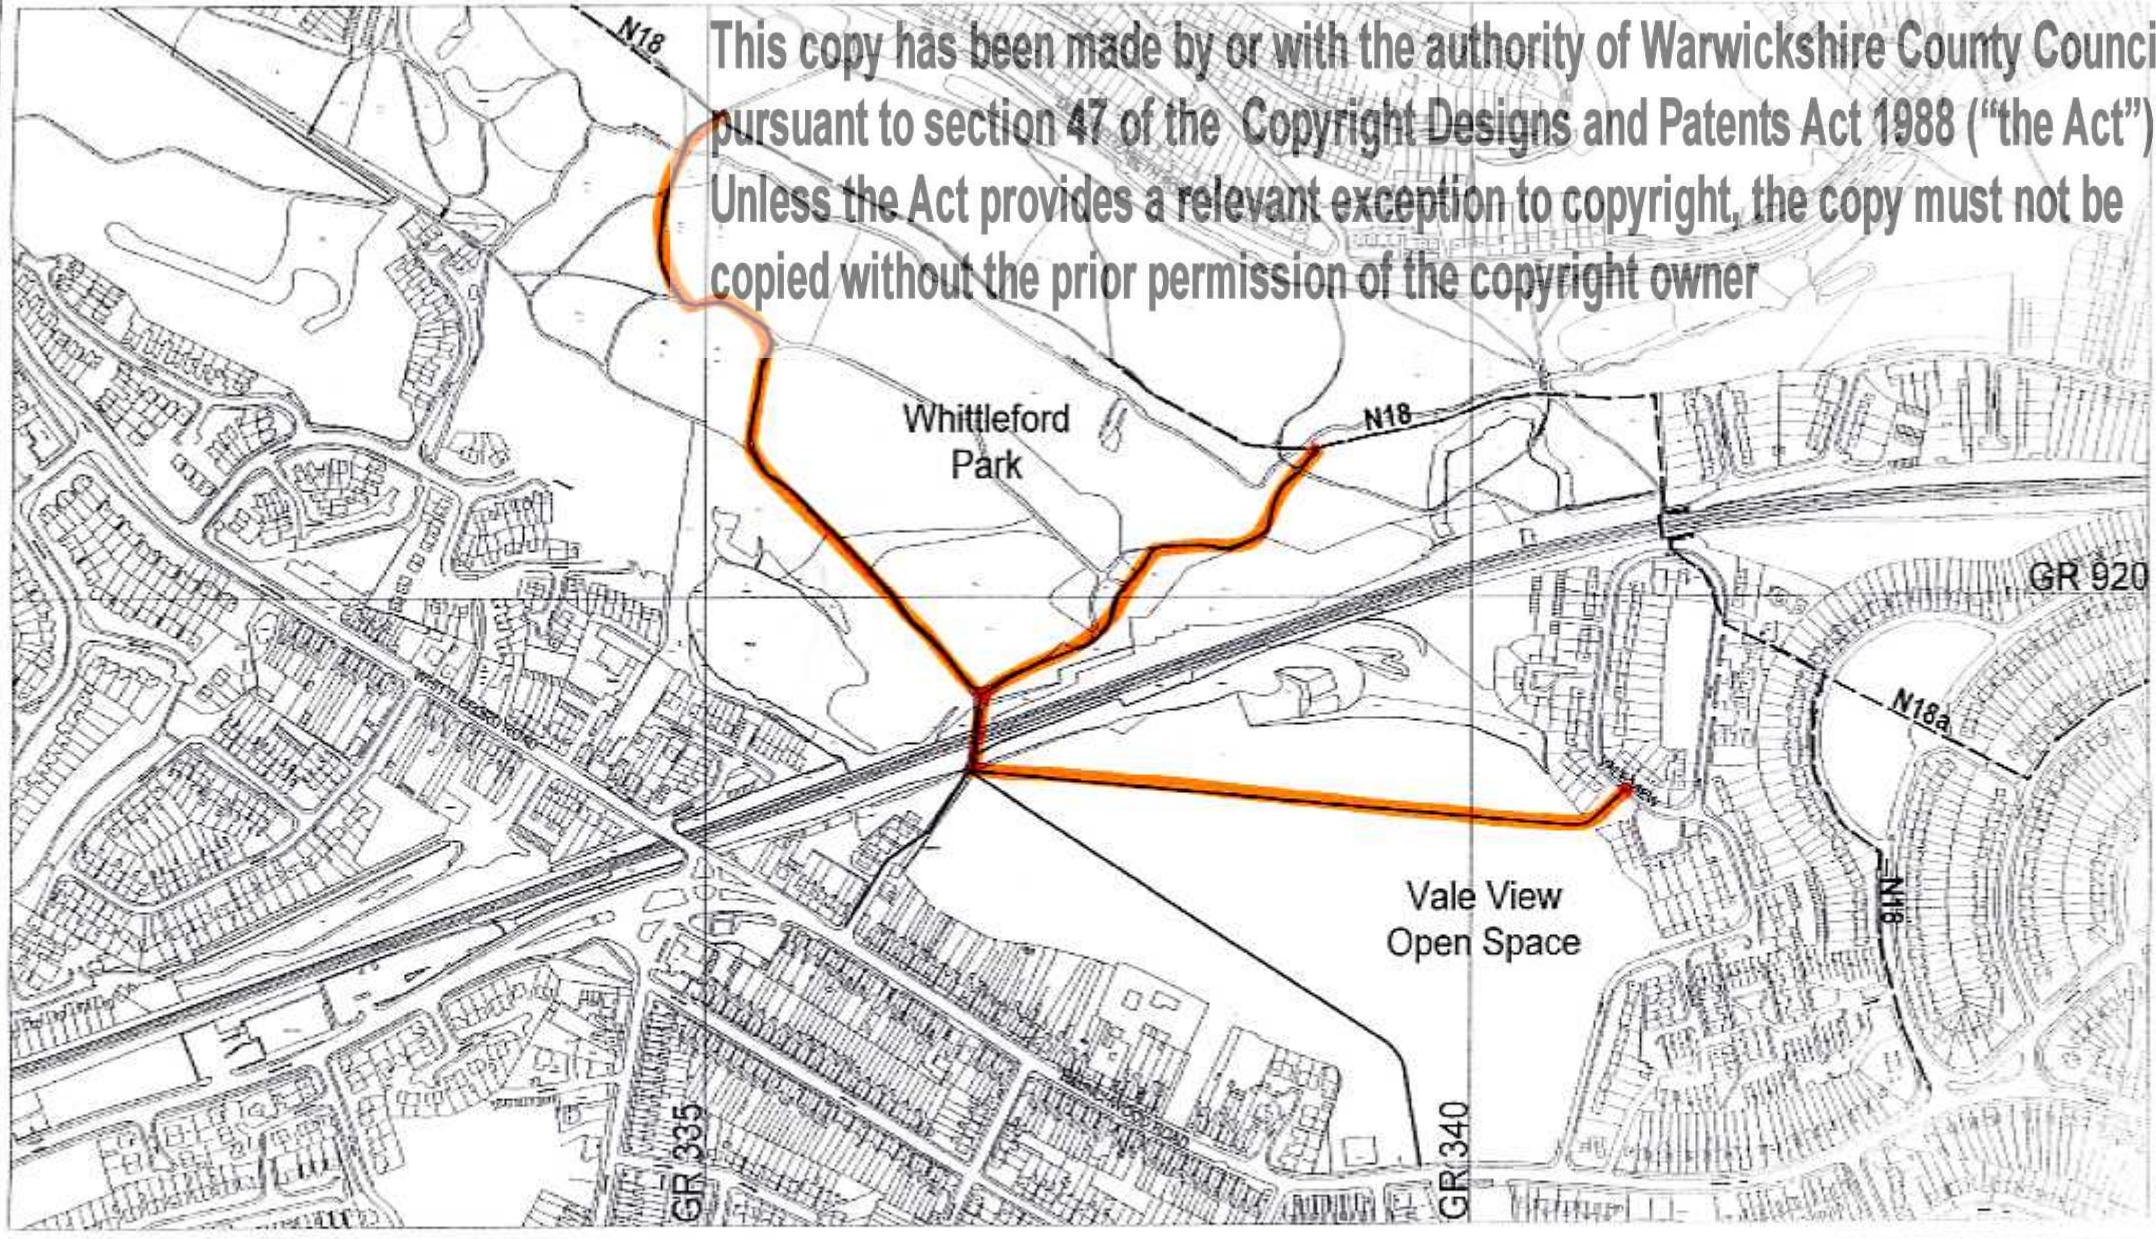 This copy has been made by or with the authority of Warwickshire County Counci
pursuant to section 47 of the Copyright Designs and Patents Act 1988 (“the Act”)
Unless the Act provides a relevant exception to copyright, the copy must not be
copied without the prior permission of the copyright owner
N18
Whittleford
Park
N18
GR 920
N18a
Vale View
Open Space
N18
GR 335
GR 340